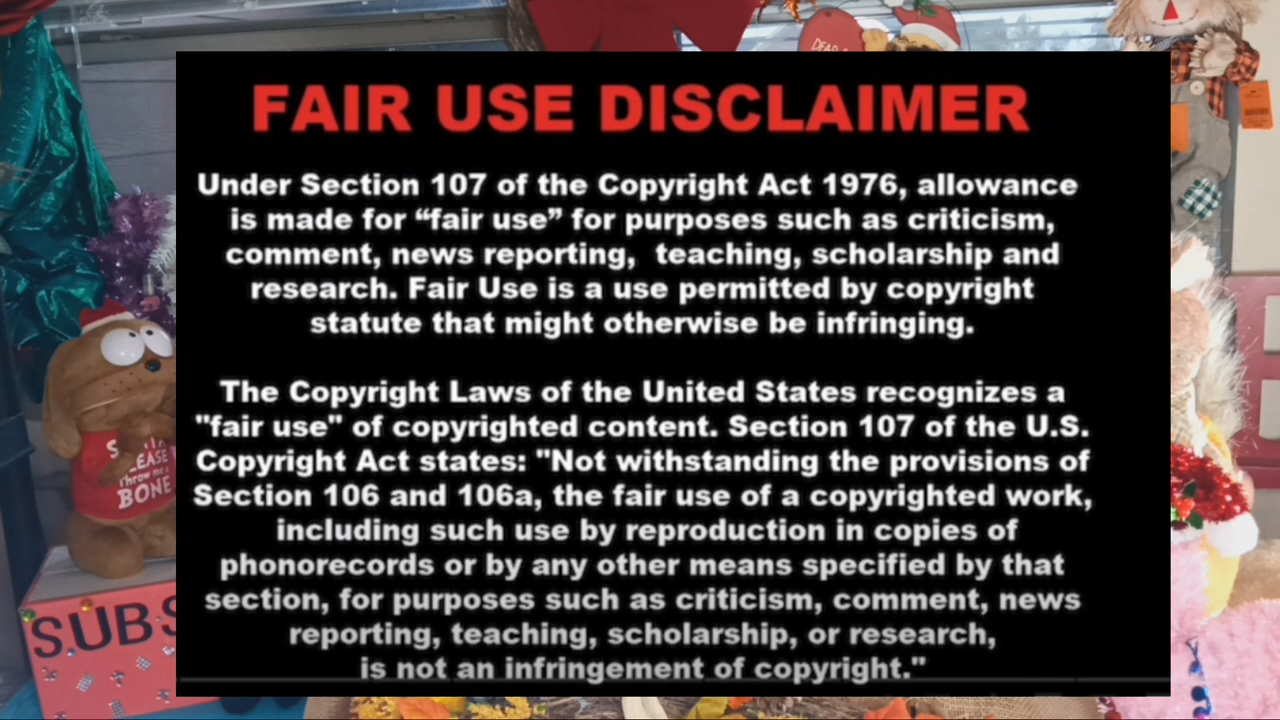 DEAR
FAIR USE DISCLAIMER
Under Section 107 of the Copyright Act 1976, allowance
is made for “fair use” for purposes such as criticism,
comment, news reporting,  teaching, scholarship and
research. Fair Use is a use permitted by copyright
statute that might otherwise be infringing.
The Copyright Laws of the United States recognizes a
"fair use" of copyrighted content. Section 107 of the U.S.
Copyright Act states: "Not withstanding the provisions of
Section 106 and 106a, the fair use of a copyrighted work,
including such use by reproduction in copies of
phonorecords or by any other means specified by that
section, for purposes such as criticism, comment, news
reporting, teaching, scholarship, or research,
is not an infringement of copyright."
Throw me a
BONE
SUBS